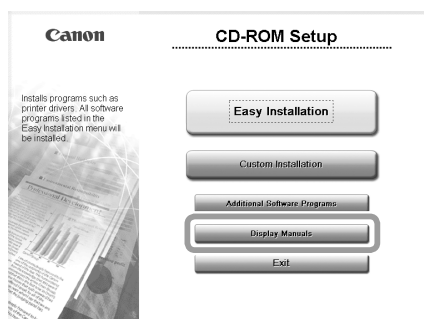 Canon
CD-ROM Setup
Installs programs such as
printer drivers. All software
programs listed in the
Easy Installation menu will
be installed.
Easy Installation
Custom Installation
Additional Software Programs
Display Manuals
Exit